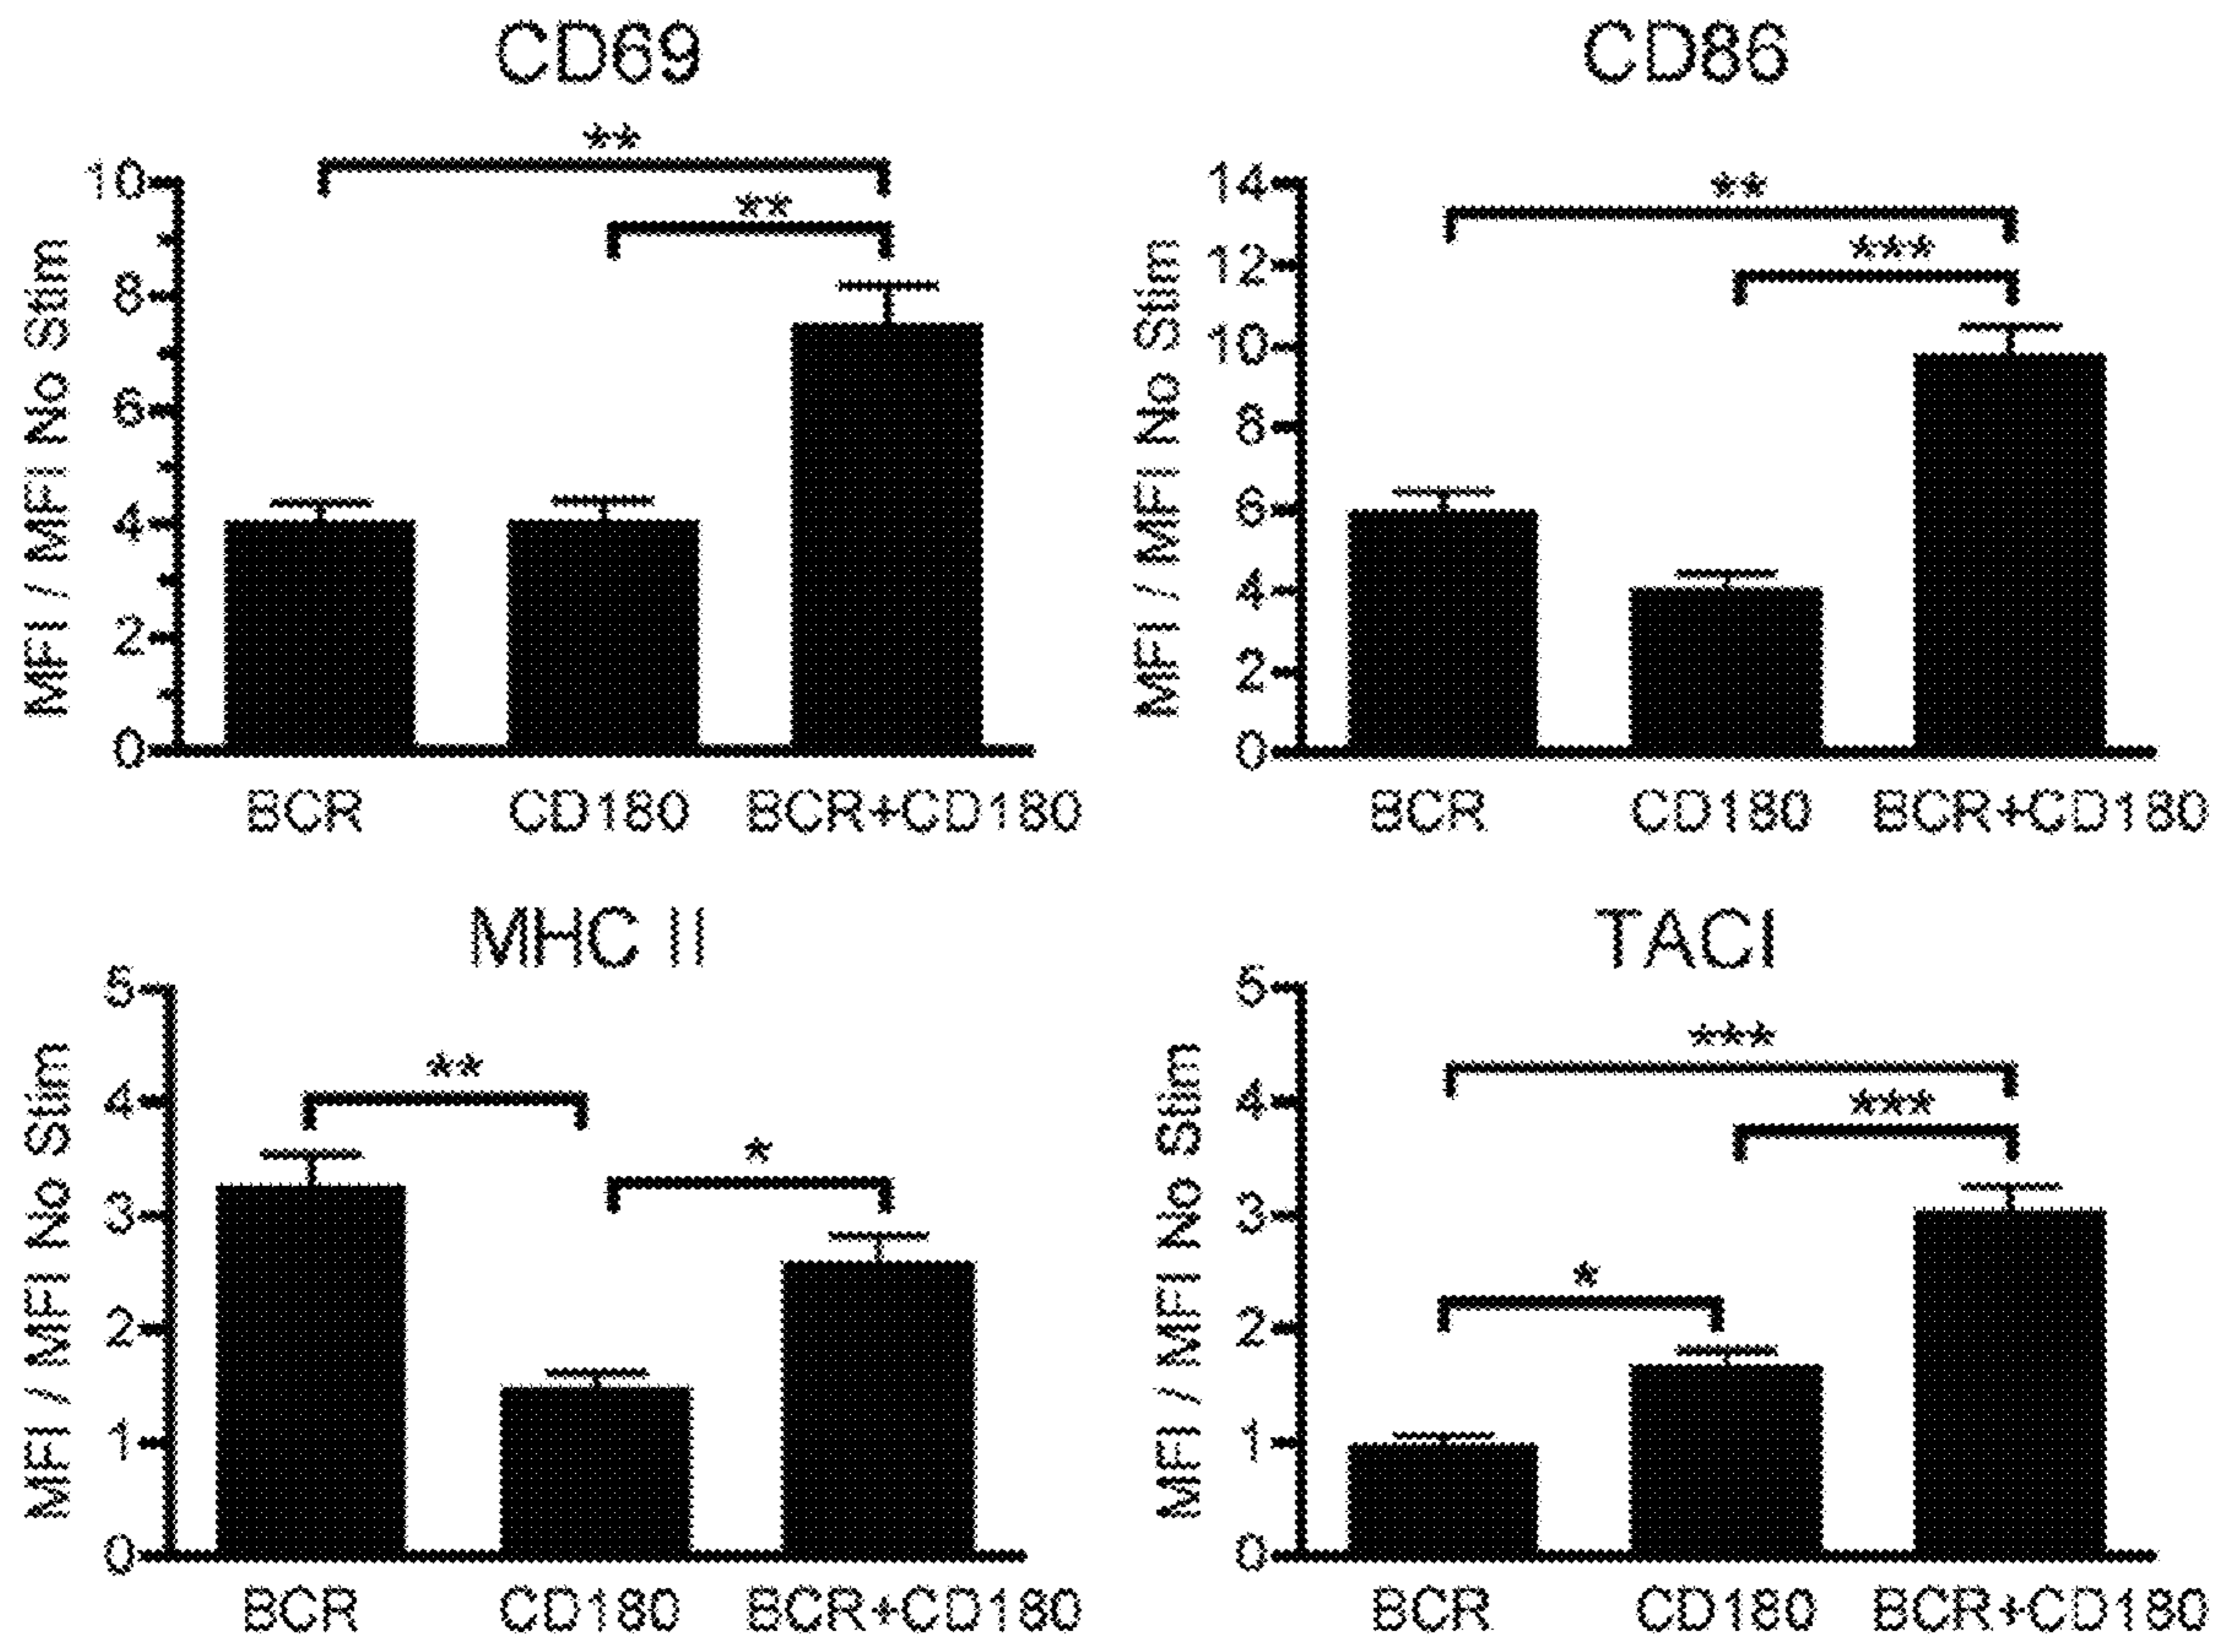 CD69
**
**
10
8
6
4
2
0
MFI / MFI No Stim
BCR CD180 BCR+CD180
CD86
**
***
14
12
10
8
6
4
2
0
MFI / MFI No Stim
BCR CD180 BCR+CD180
MHC II
**
*
5
4
3
2
1
0
MFI / MFI No Stim
BCR CD180 BCR+CD180
TACI
***
***
*
5
4
3
2
1
0
MFI / MFI No Stim
BCR CD180 BCR+CD180